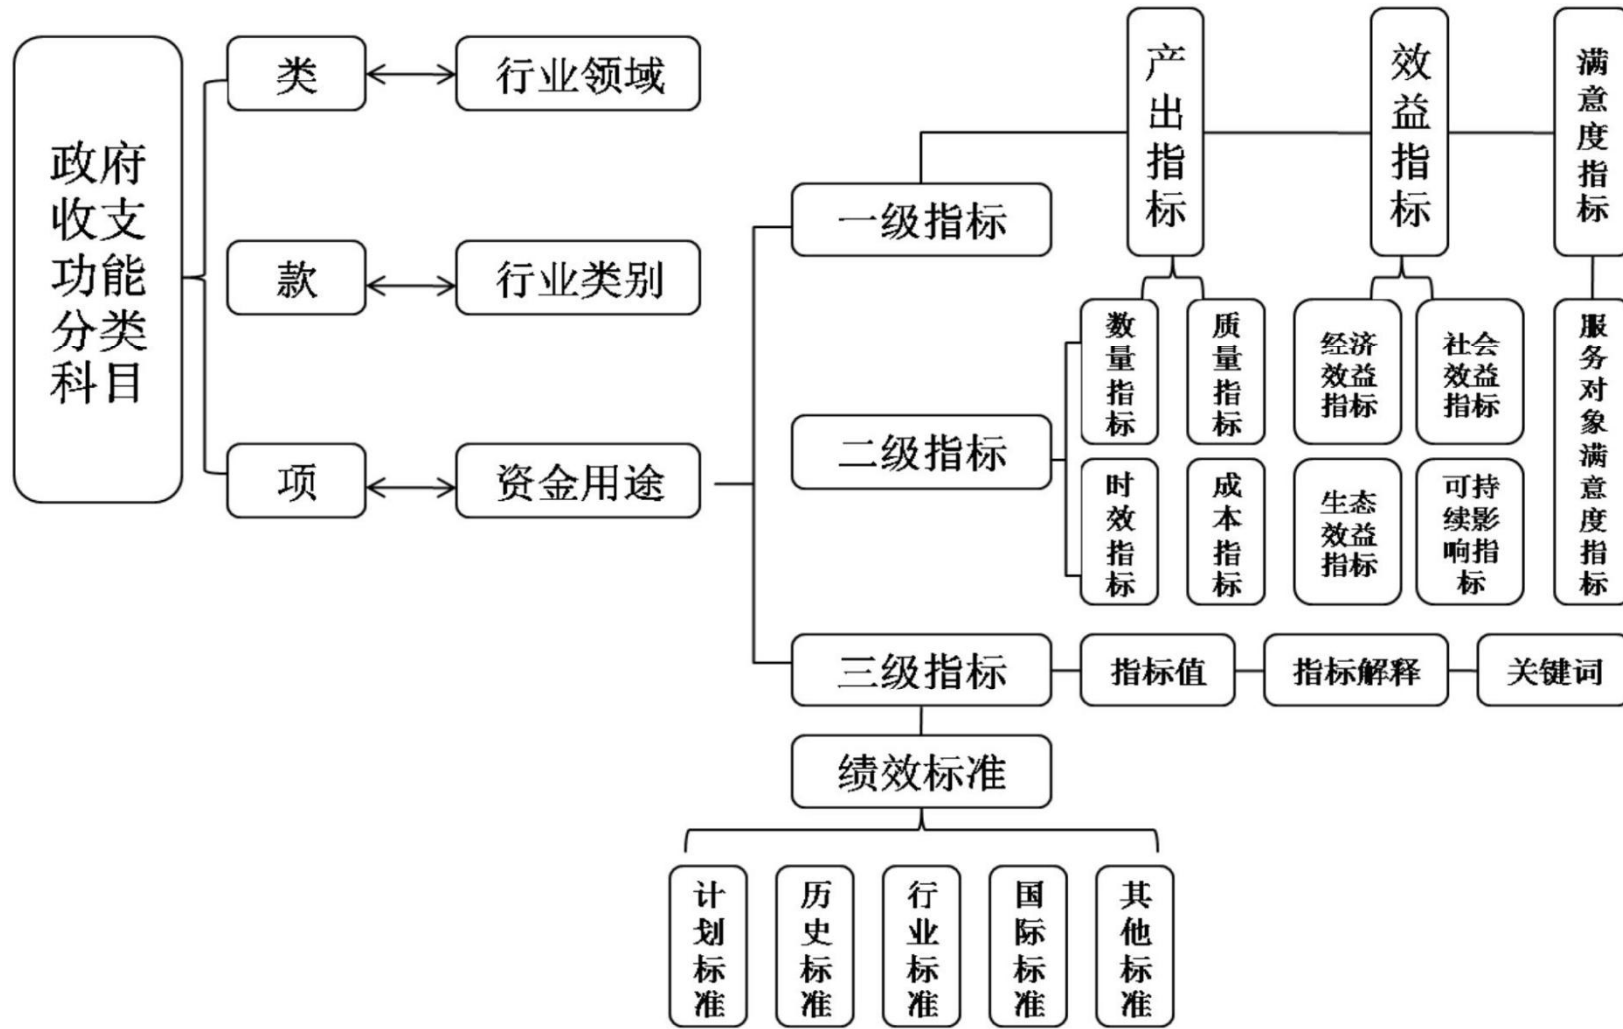 政府
收支
功能
分类
科目
类
行业领域
款
行业类别
项
资金用途
一级指标
产出指标
效益指标
满意度指标
二级指标
数量指标
质量指标
时效指标
成本指标
经济
效益
指标
社会
效益
指标
生态
效益
指标
可持
续影
响指
标
服务对象满意度指标
三级指标
指标值
指标解释
关键词
绩效标准
计划标准
历史标准
行业标准
国际标准
其他标准